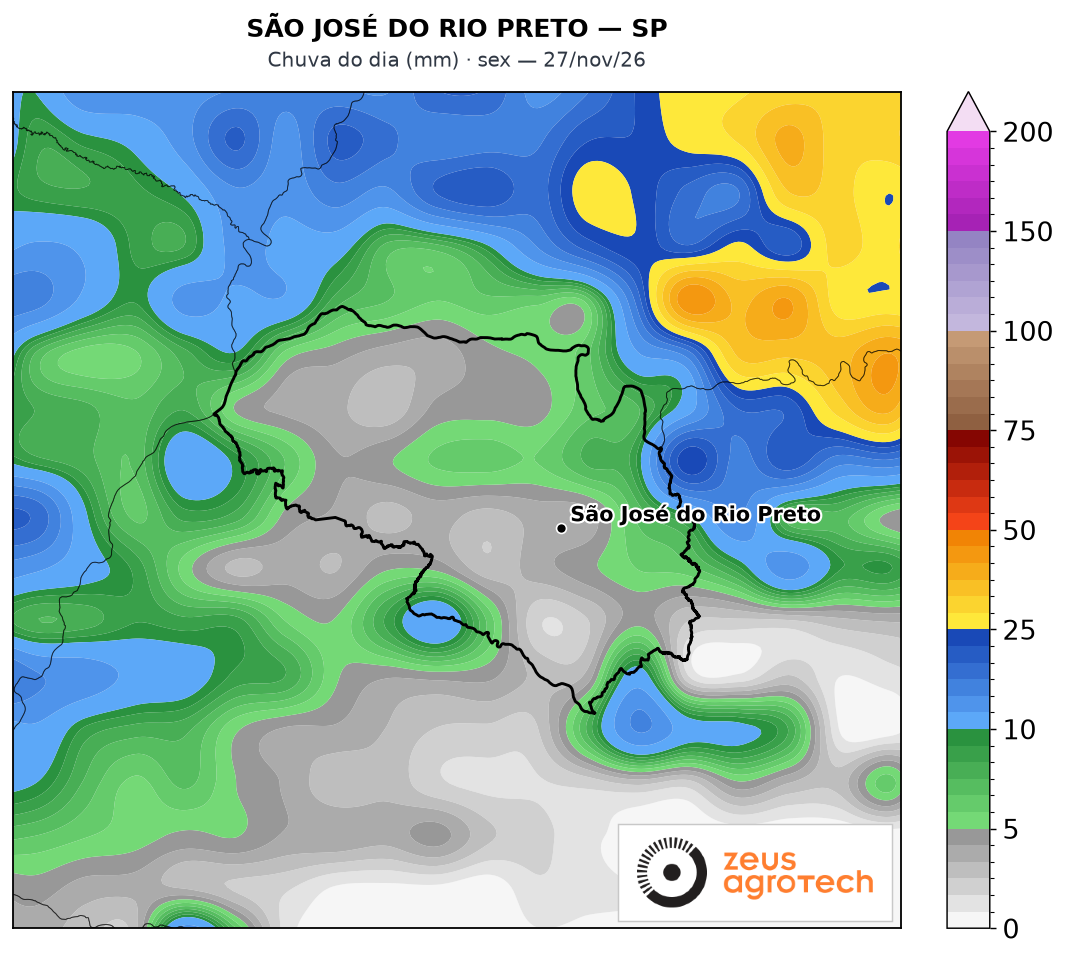 SÃO JOSÉ DO RIO PRETO — SP
Chuva do dia (mm) · sex — 27/nov/26
200
150
100
75
50
25
10
5
0
São José do Rio Preto
zeus
agrotech